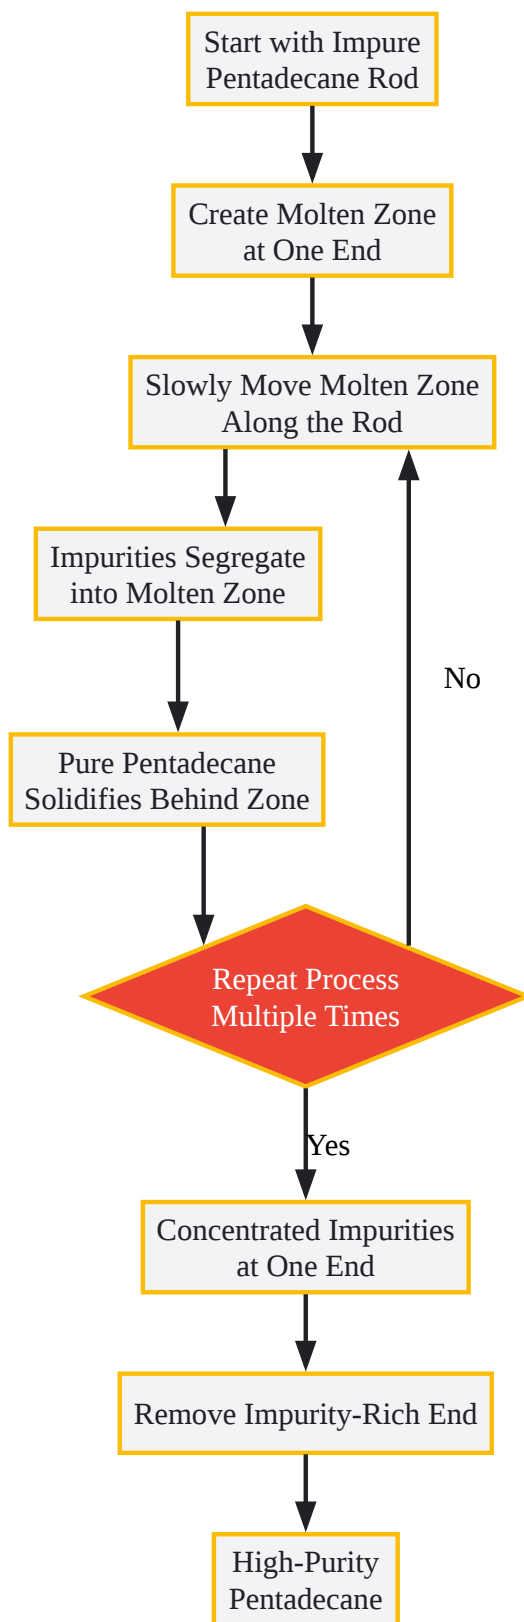 Start with Impure
Pentadecane Rod
Create Molten Zone
at One End
Slowly Move Molten Zone
Along the Rod
Impurities Segregate
into Molten Zone
No
Pure Pentadecane
Solidifies Behind Zone
Repeat Process
Multiple Times
Yes
Concentrated Impurities
at One End
Remove Impurity-Rich End
High-Purity
Pentadecane